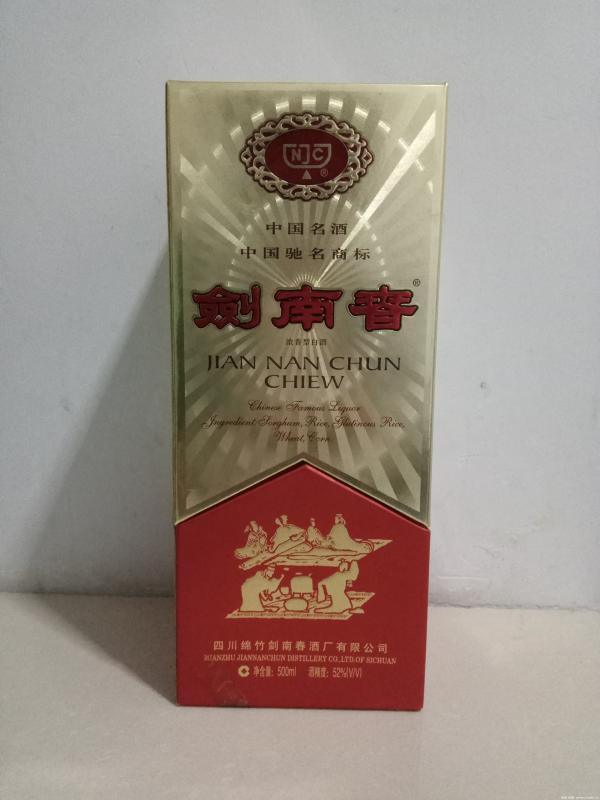 NJC
®
中国名酒
中国驰名商标
劍南春®
浓香型白酒
JIAN NAN CHUN
CHIEW
Chinese Famous Liquor
Ingredient:Sorghum, Rice, Glutinous Rice,
Wheat, Corn
四川绵竹剑南春酒厂有限公司
MIANZHU JIANNANCHUN DISTILLERY CO.,LTD.OF SICHUAN
净含量: 500ml 酒精度: 52%(V/V)